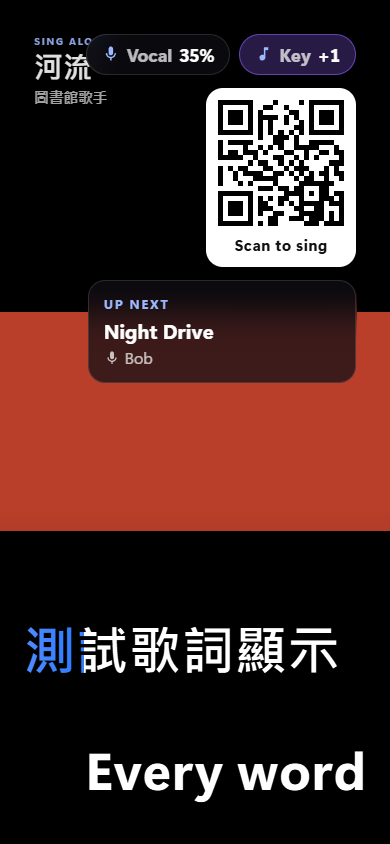 SING ALO
河流
圖書館歌手
Vocal 35%
Key +1
Scan to sing
UP NEXT
Night Drive
Bob
測試歌詞顯示
Every word